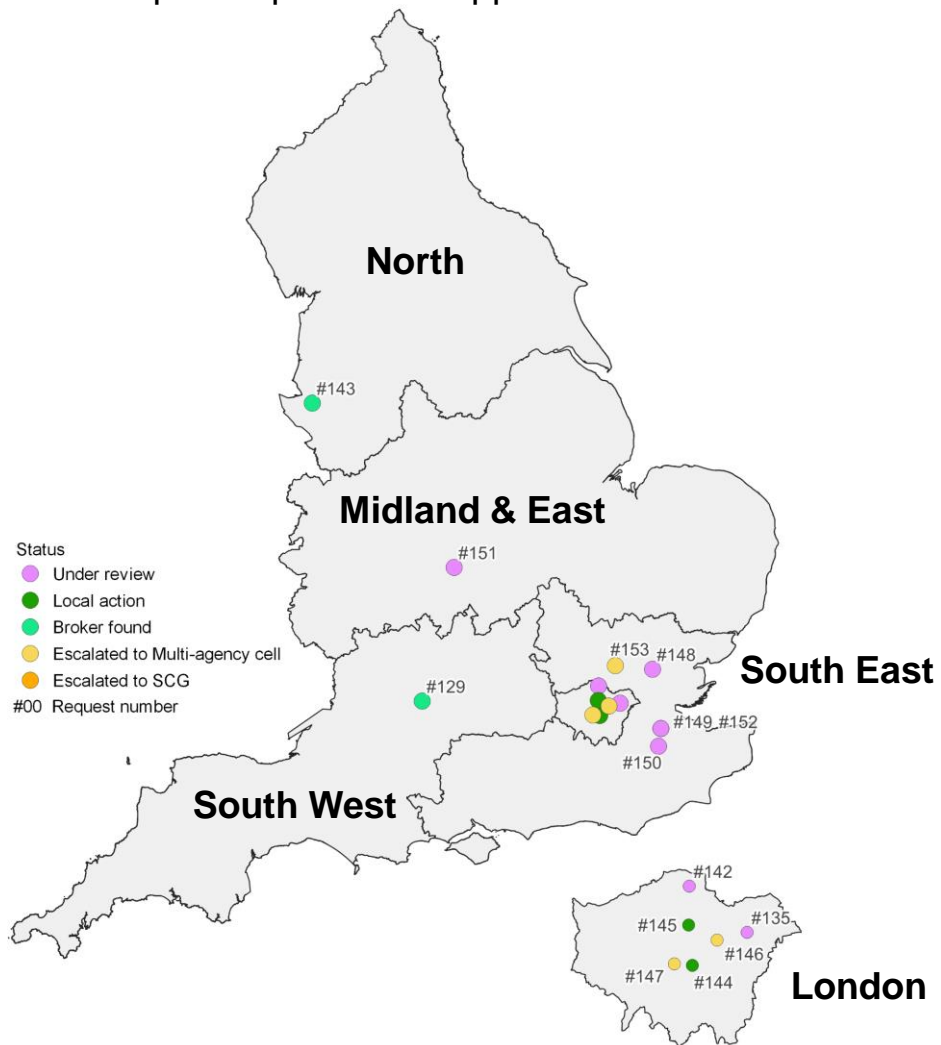 North
#143
Midland & East
#151
Status
Under review
Local action
Broker found
Escalated to Multi-agency cell
Escalated to SCG
#00 Request number
#153
#148
South East
#129
#149 #152
#150
South West
#142
#145
#135
#146
#147
#144
London